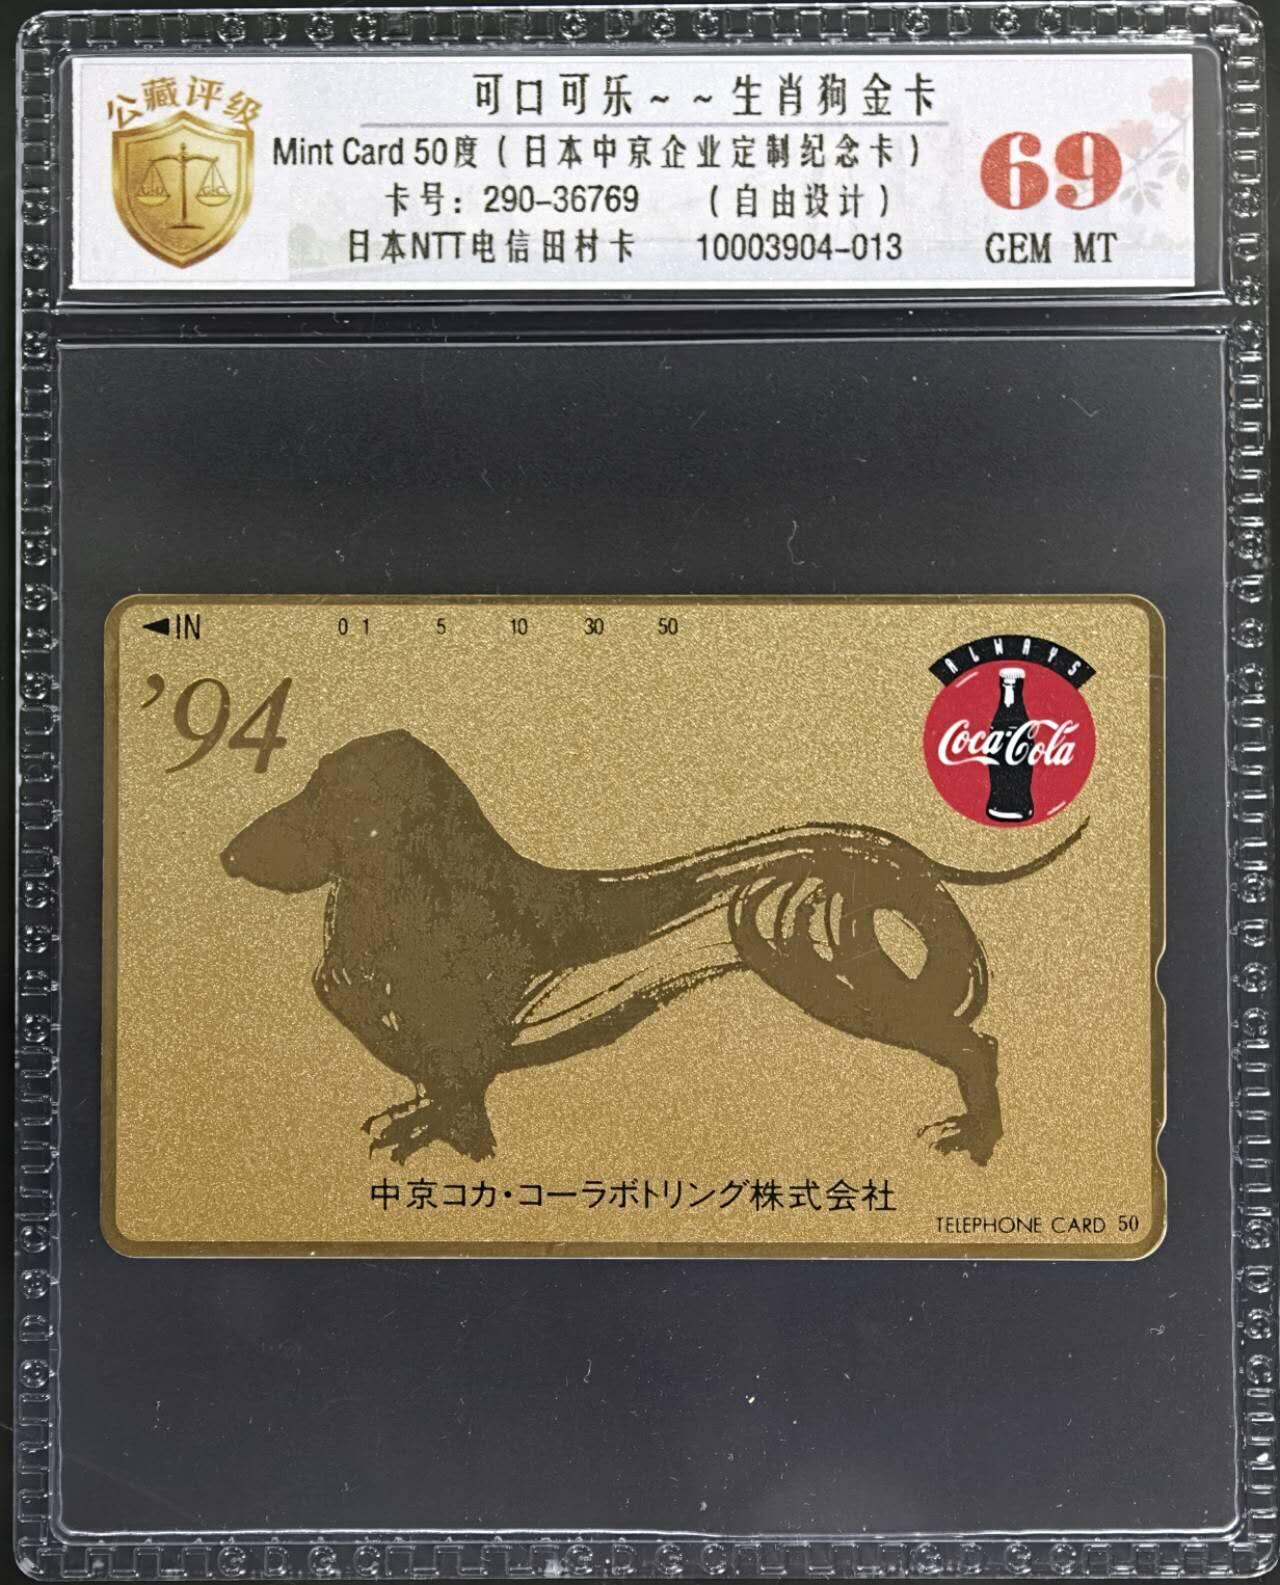 公藏评级
可口可乐~~生肖狗金卡
Mint Card 50度（日本中京企业定制纪念卡）
卡号：290-36769 （自由设计）
日本NTT电信田村卡 10003904-013
69
GEM MT
◀IN 0 1 5 10 30 50
'94
ALWAYS
Coca-Cola
中京コカ・コーラボトリング株式会社
TELEPHONE CARD 50